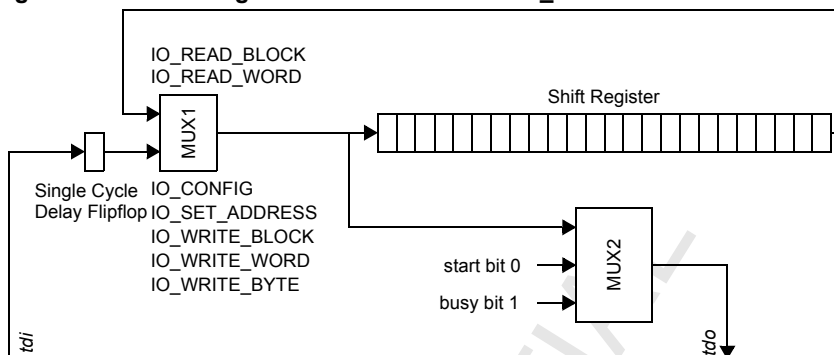 IO_READ_BLOCK
IO_READ_WORD
Shift Register
MUX1
Single Cycle
Delay Flipflop
IO_CONFIG
IO_SET_ADDRESS
IO_WRITE_BLOCK
IO_WRITE_WORD
IO_WRITE_BYTE
MUX2
start bit 0
busy bit 1
tdi
tdo